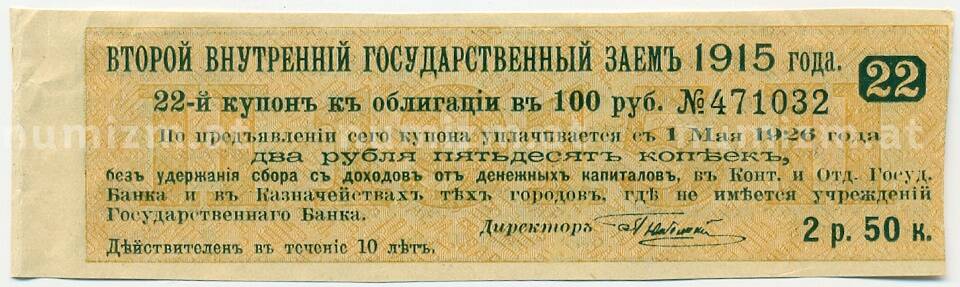 ВТОРОЙ ВНУТРЕННІЙ ГОСУДАРСТВЕННЫЙ ЗАЕМЪ 1915 года.
22
22-й купонъ къ облигаціи въ 100 руб. №471032
По предъявленіи сего купона уплачивается съ 1 Мая 1926 года
два рубля пятьдесятъ копѣекъ,
безъ удержания сбора съ доходовъ отъ денежныхъ капиталовъ, въ Конт. и Отд. Госуд.
Банка и въ Казначействахъ тѣхъ городовъ, гдѣ не имѣется учрежденій
Государственнаго Банка.
Директоръ
2 р. 50 к.
Дѣйствителенъ въ теченіе 10 лѣтъ.